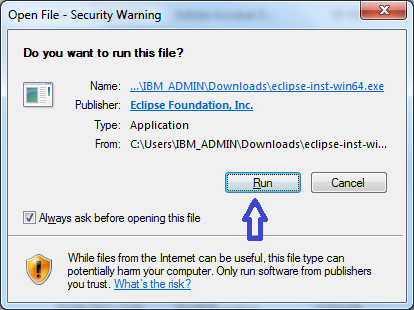 Open File - Security Warning
Do you want to run this file?
Name: ...\IBM_ADMIN\Downloads\eclipse-inst-win64.exe
Publisher: Eclipse Foundation, Inc.
Type: Application
From: C:\Users\IBM_ADMIN\Downloads\eclipse-inst-wi...
Run Cancel
Always ask before opening this file
While files from the Internet can be useful, this file type can
potentially harm your computer. Only run software from publishers
you trust. What's the risk?